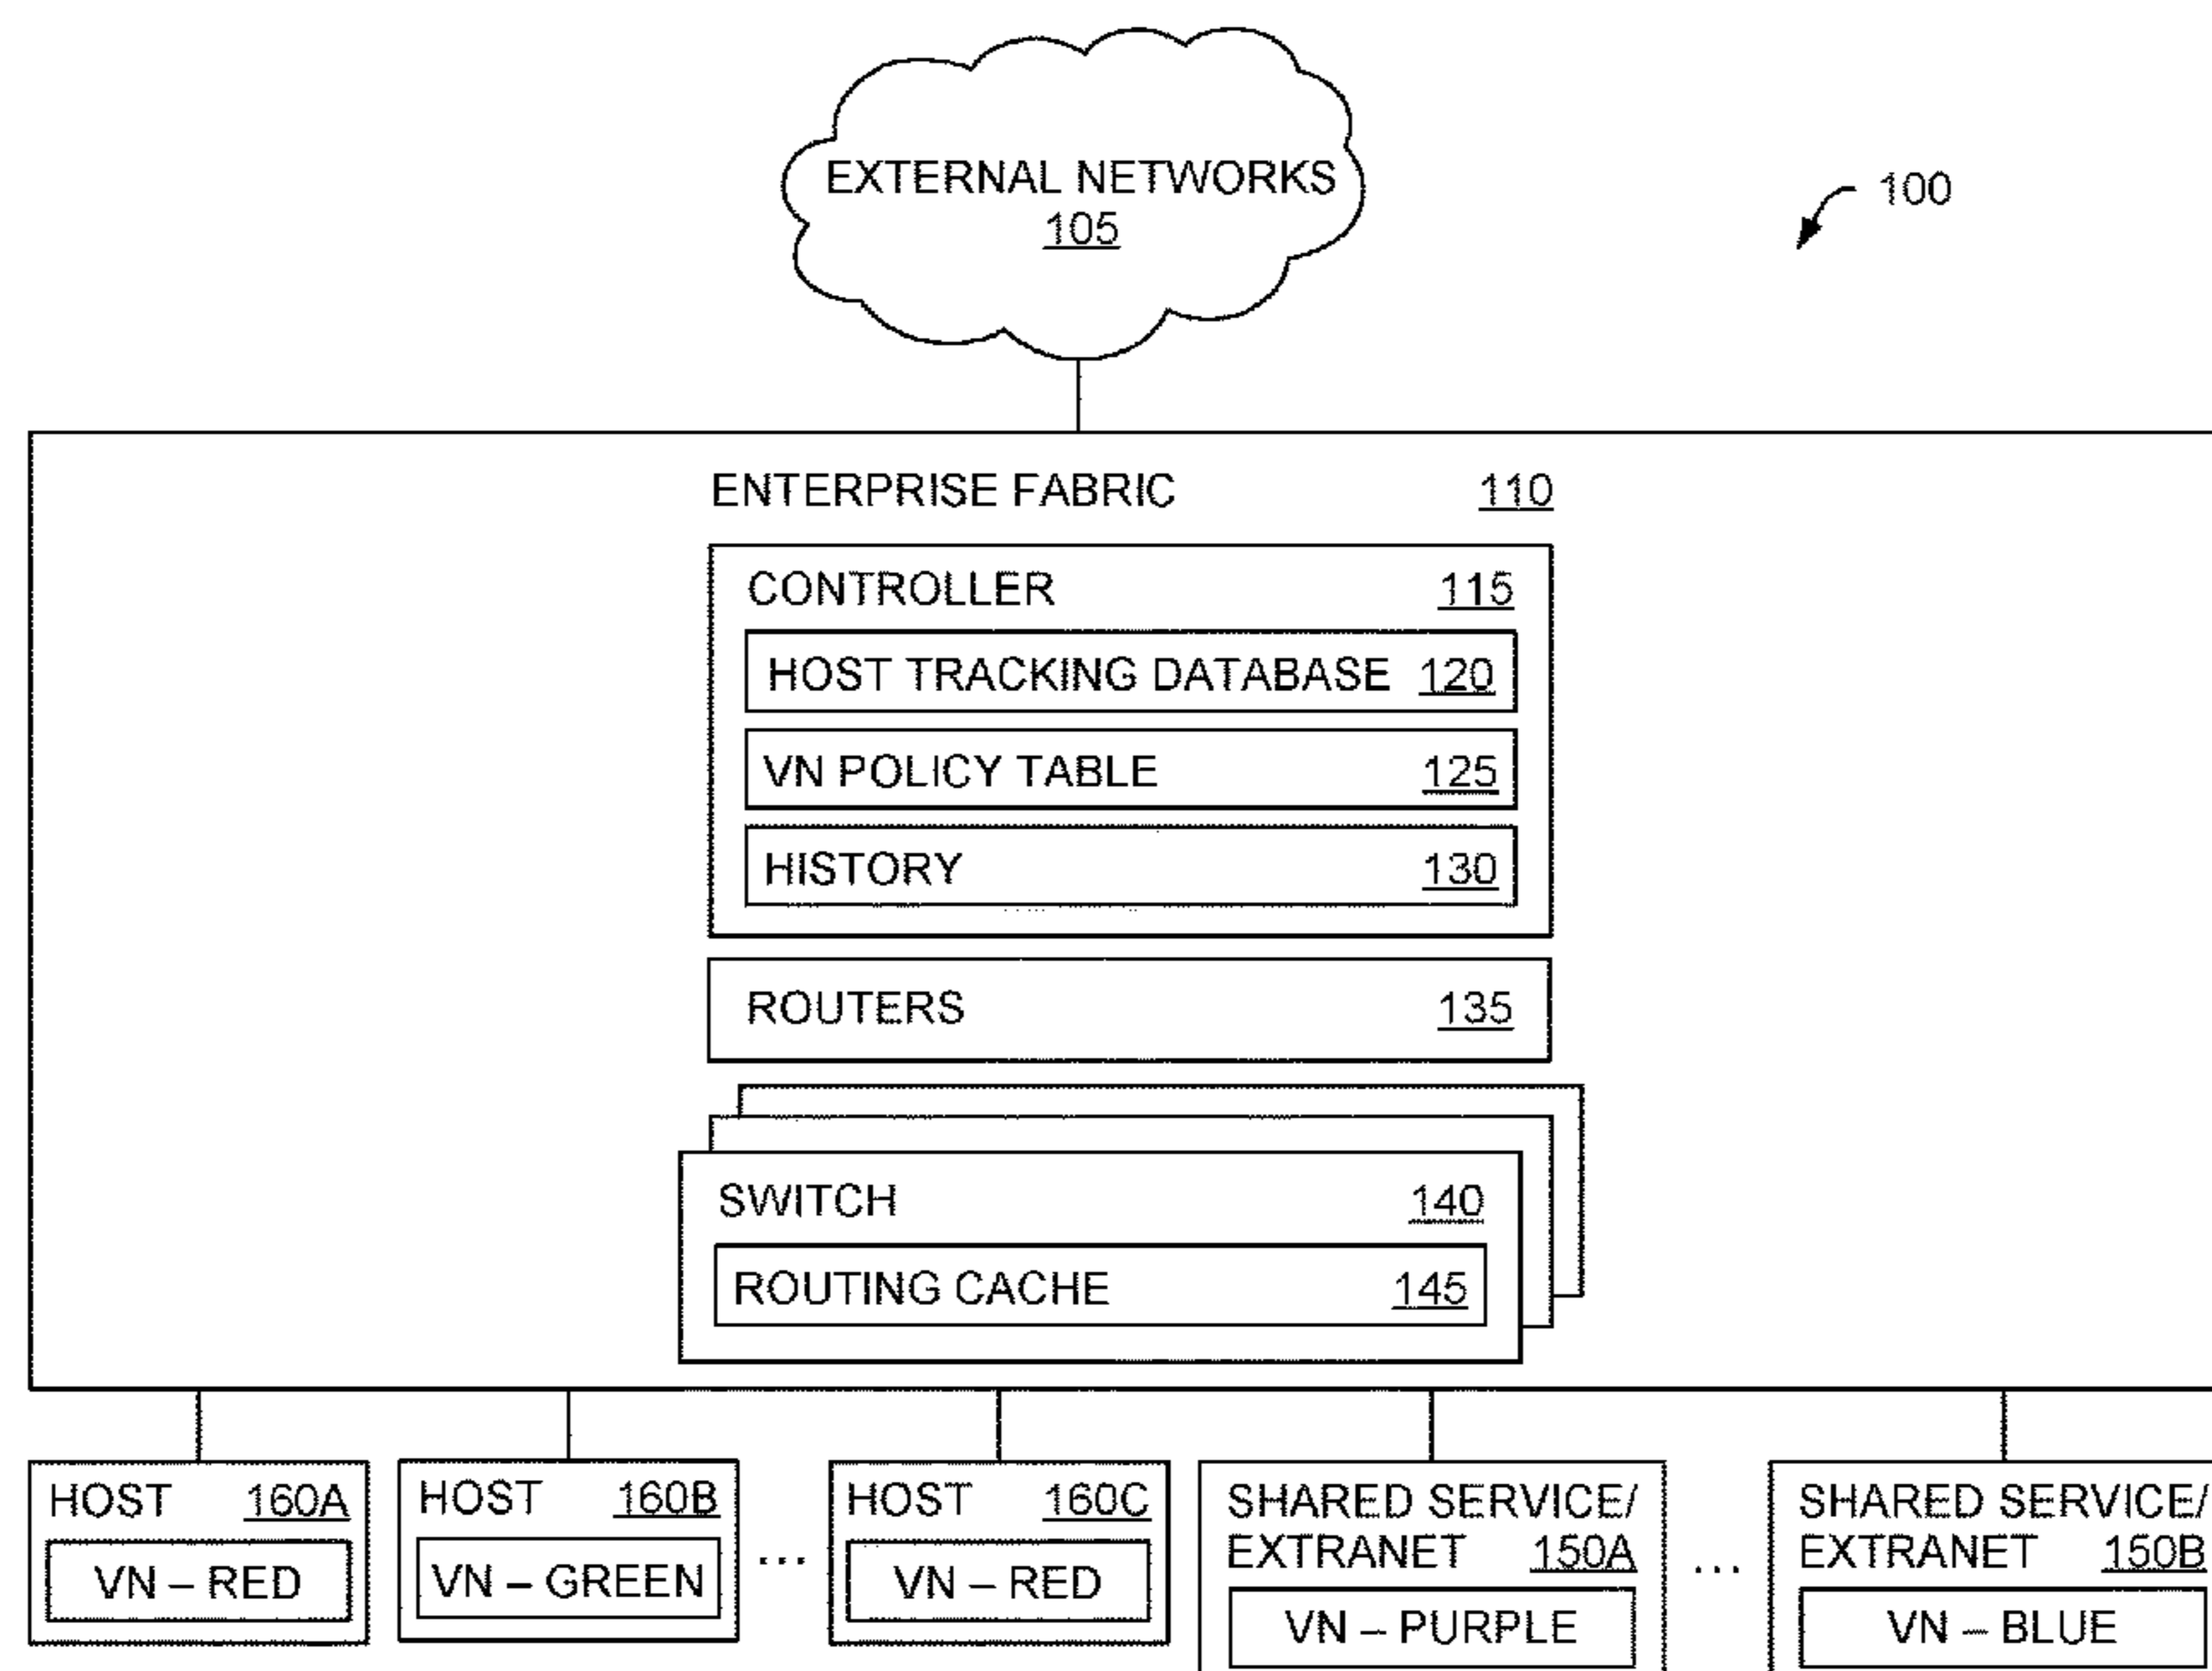 EXTERNAL NETWORKS
105
100
ENTERPRISE FABRIC 110
CONTROLLER 115
HOST TRACKING DATABASE 120
VN POLICY TABLE 125
HISTORY 130
ROUTERS 135
SWITCH 140
ROUTING CACHE 145
HOST 160A
VN – RED
HOST 160B
VN – GREEN
...
HOST 160C
VN – RED
SHARED SERVICE/
EXTRANET 150A
VN – PURPLE
...
SHARED SERVICE/
EXTRANET 150B
VN – BLUE